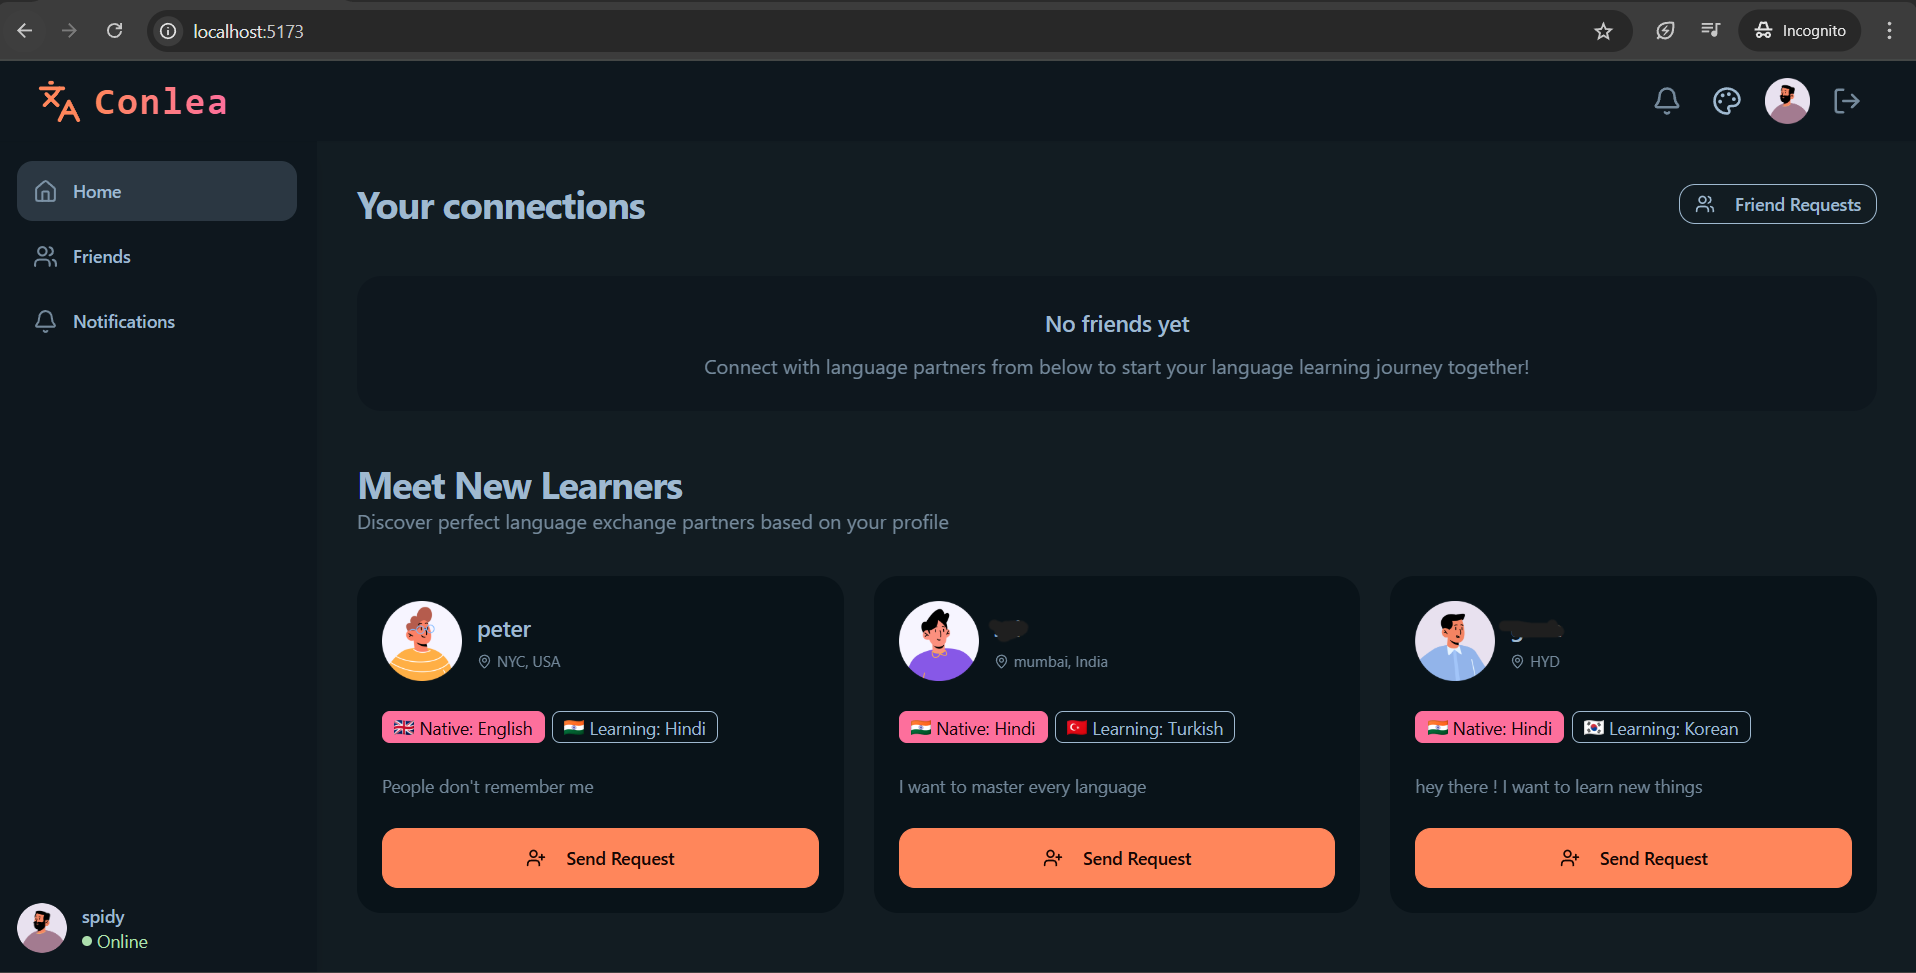 localhost:5173
Incognito
Conlea
Home
Friends
Notifications
Your connections
Friend Requests
No friends yet
Connect with language partners from below to start your language learning journey together!
Meet New Learners
Discover perfect language exchange partners based on your profile
peter
NYC, USA
Native: English
Learning: Hindi
People don't remember me
Send Request
mumbai, India
Native: Hindi
Learning: Turkish
I want to master every language
Send Request
HYD
Native: Hindi
Learning: Korean
hey there ! I want to learn new things
Send Request
spidy
Online